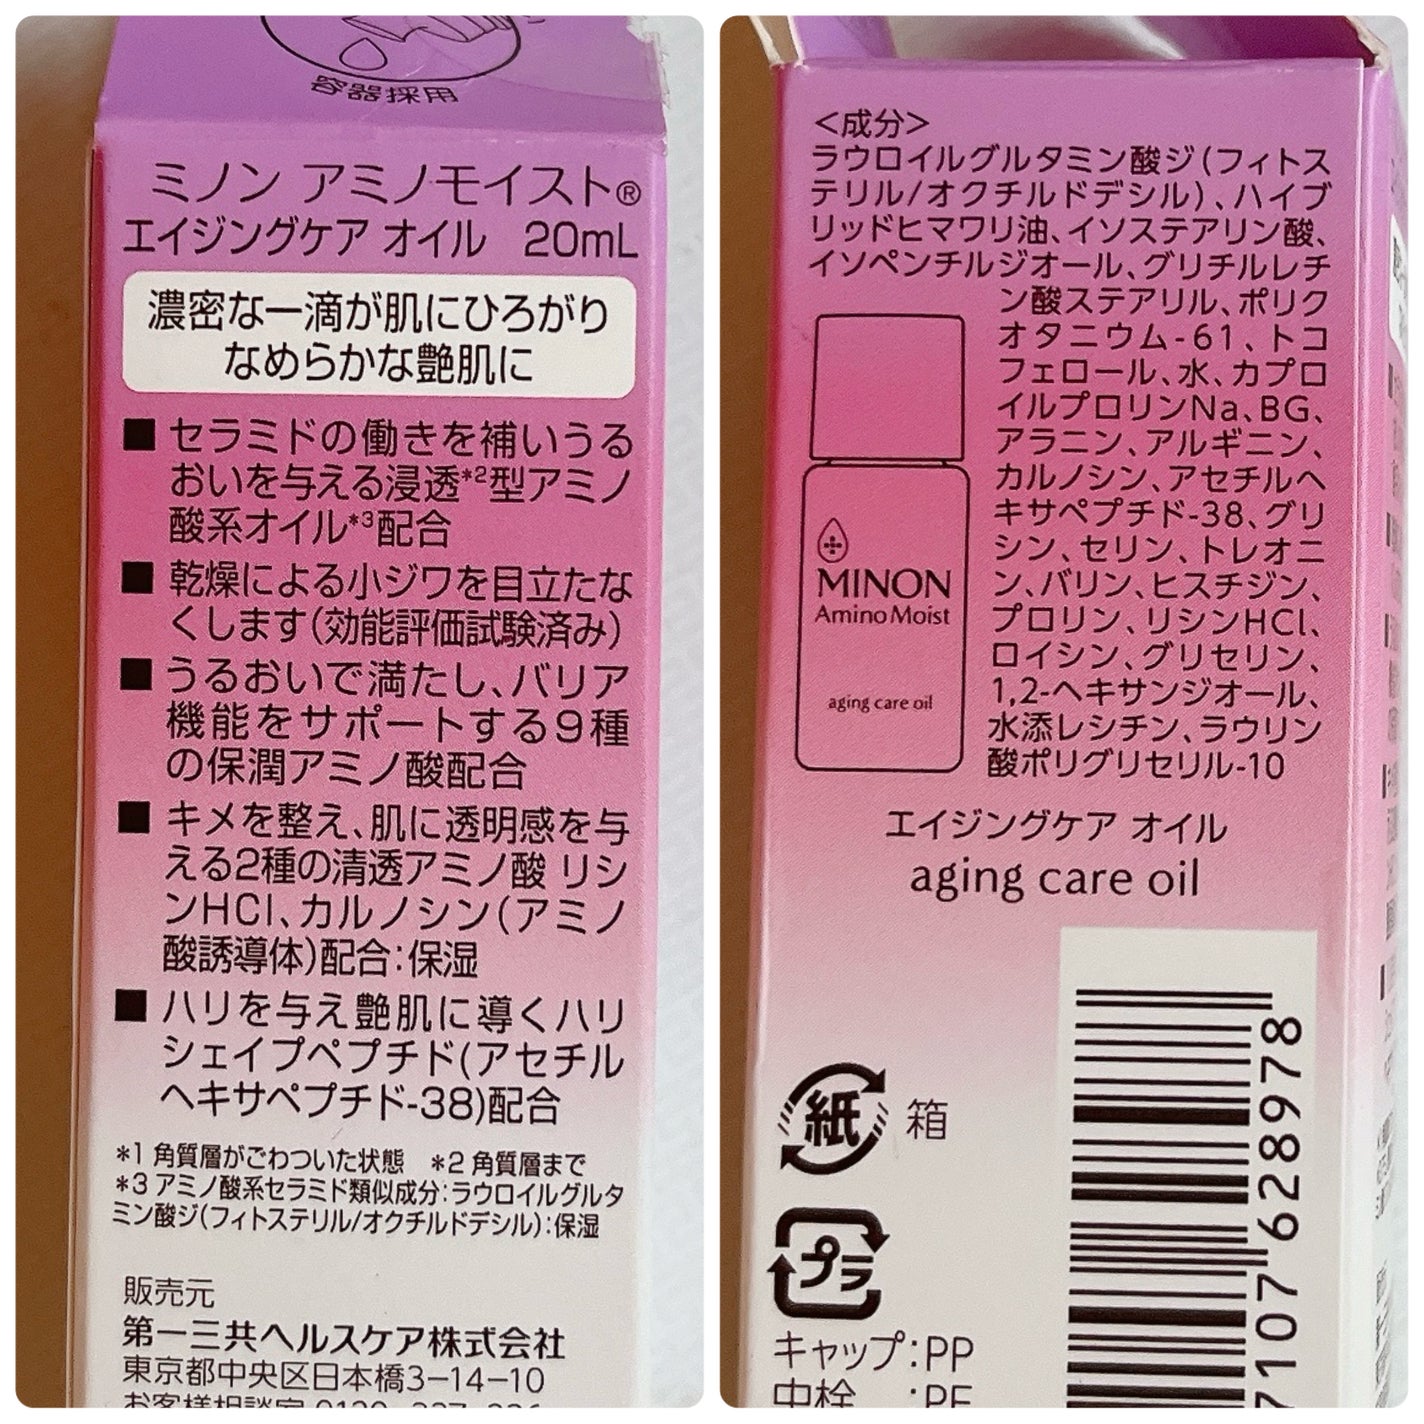 容器採用
ミノン アミノモイスト®
エイジングケア オイル 20mL
濃密な一滴が肌にひろがり
なめらかな艶肌に
■ セラミドの働きを補いうる
おいを与える浸透*2型アミノ
酸系オイル*3配合
■ 乾燥による小ジワを目立たな
くします(効能評価試験済み)
■ うるおいで満たし、バリア
機能をサポートする9種
の保潤アミノ酸配合
■ キメを整え、肌に透明感を与
える2種の清透アミノ酸 リシ
ンHCl、カルノシン(アミノ
酸誘導体)配合:保湿
■ ハリを与え艶肌に導くハリ
シェイプペプチド(アセチル
ヘキサペプチド-38)配合
*1 角質層がごわついた状態 *2 角質層まで
*3 アミノ酸系セラミド類似成分:ラウロイルグルタ
ミン酸ジ(フィトステリル/オクチルドデシル):保湿
販売元
第一三共ヘルスケア株式会社
東京都中央区日本橋3-14-10
お客様相談室
<成分>
ラウロイルグルタミン酸ジ(フィトス
テリル/オクチルドデシル)、ハイブ
リッドヒマワリ油、イソステアリン酸、
イソペンチルジオール、グリチルレチ
ン酸ステアリル、ポリク
オタニウム-61、トコ
フェロール、水、カプロ
イルプロリンNa、BG、
アラニン、アルギニン、
カルノシン、アセチルヘ
キサペプチド-38、グリ
シン、セリン、トレオニ
ン、バリン、ヒスチジン、
プロリン、リシンHCl、
ロイシン、グリセリン、
1,2-ヘキサンジオール、
水添レシチン、ラウリン
酸ポリグリセリル-10
MINON
Amino Moist
aging care oil
エイジングケア オイル
aging care oil
紙 箱
プラ
キャップ:PP
中栓 :PE
7107628978